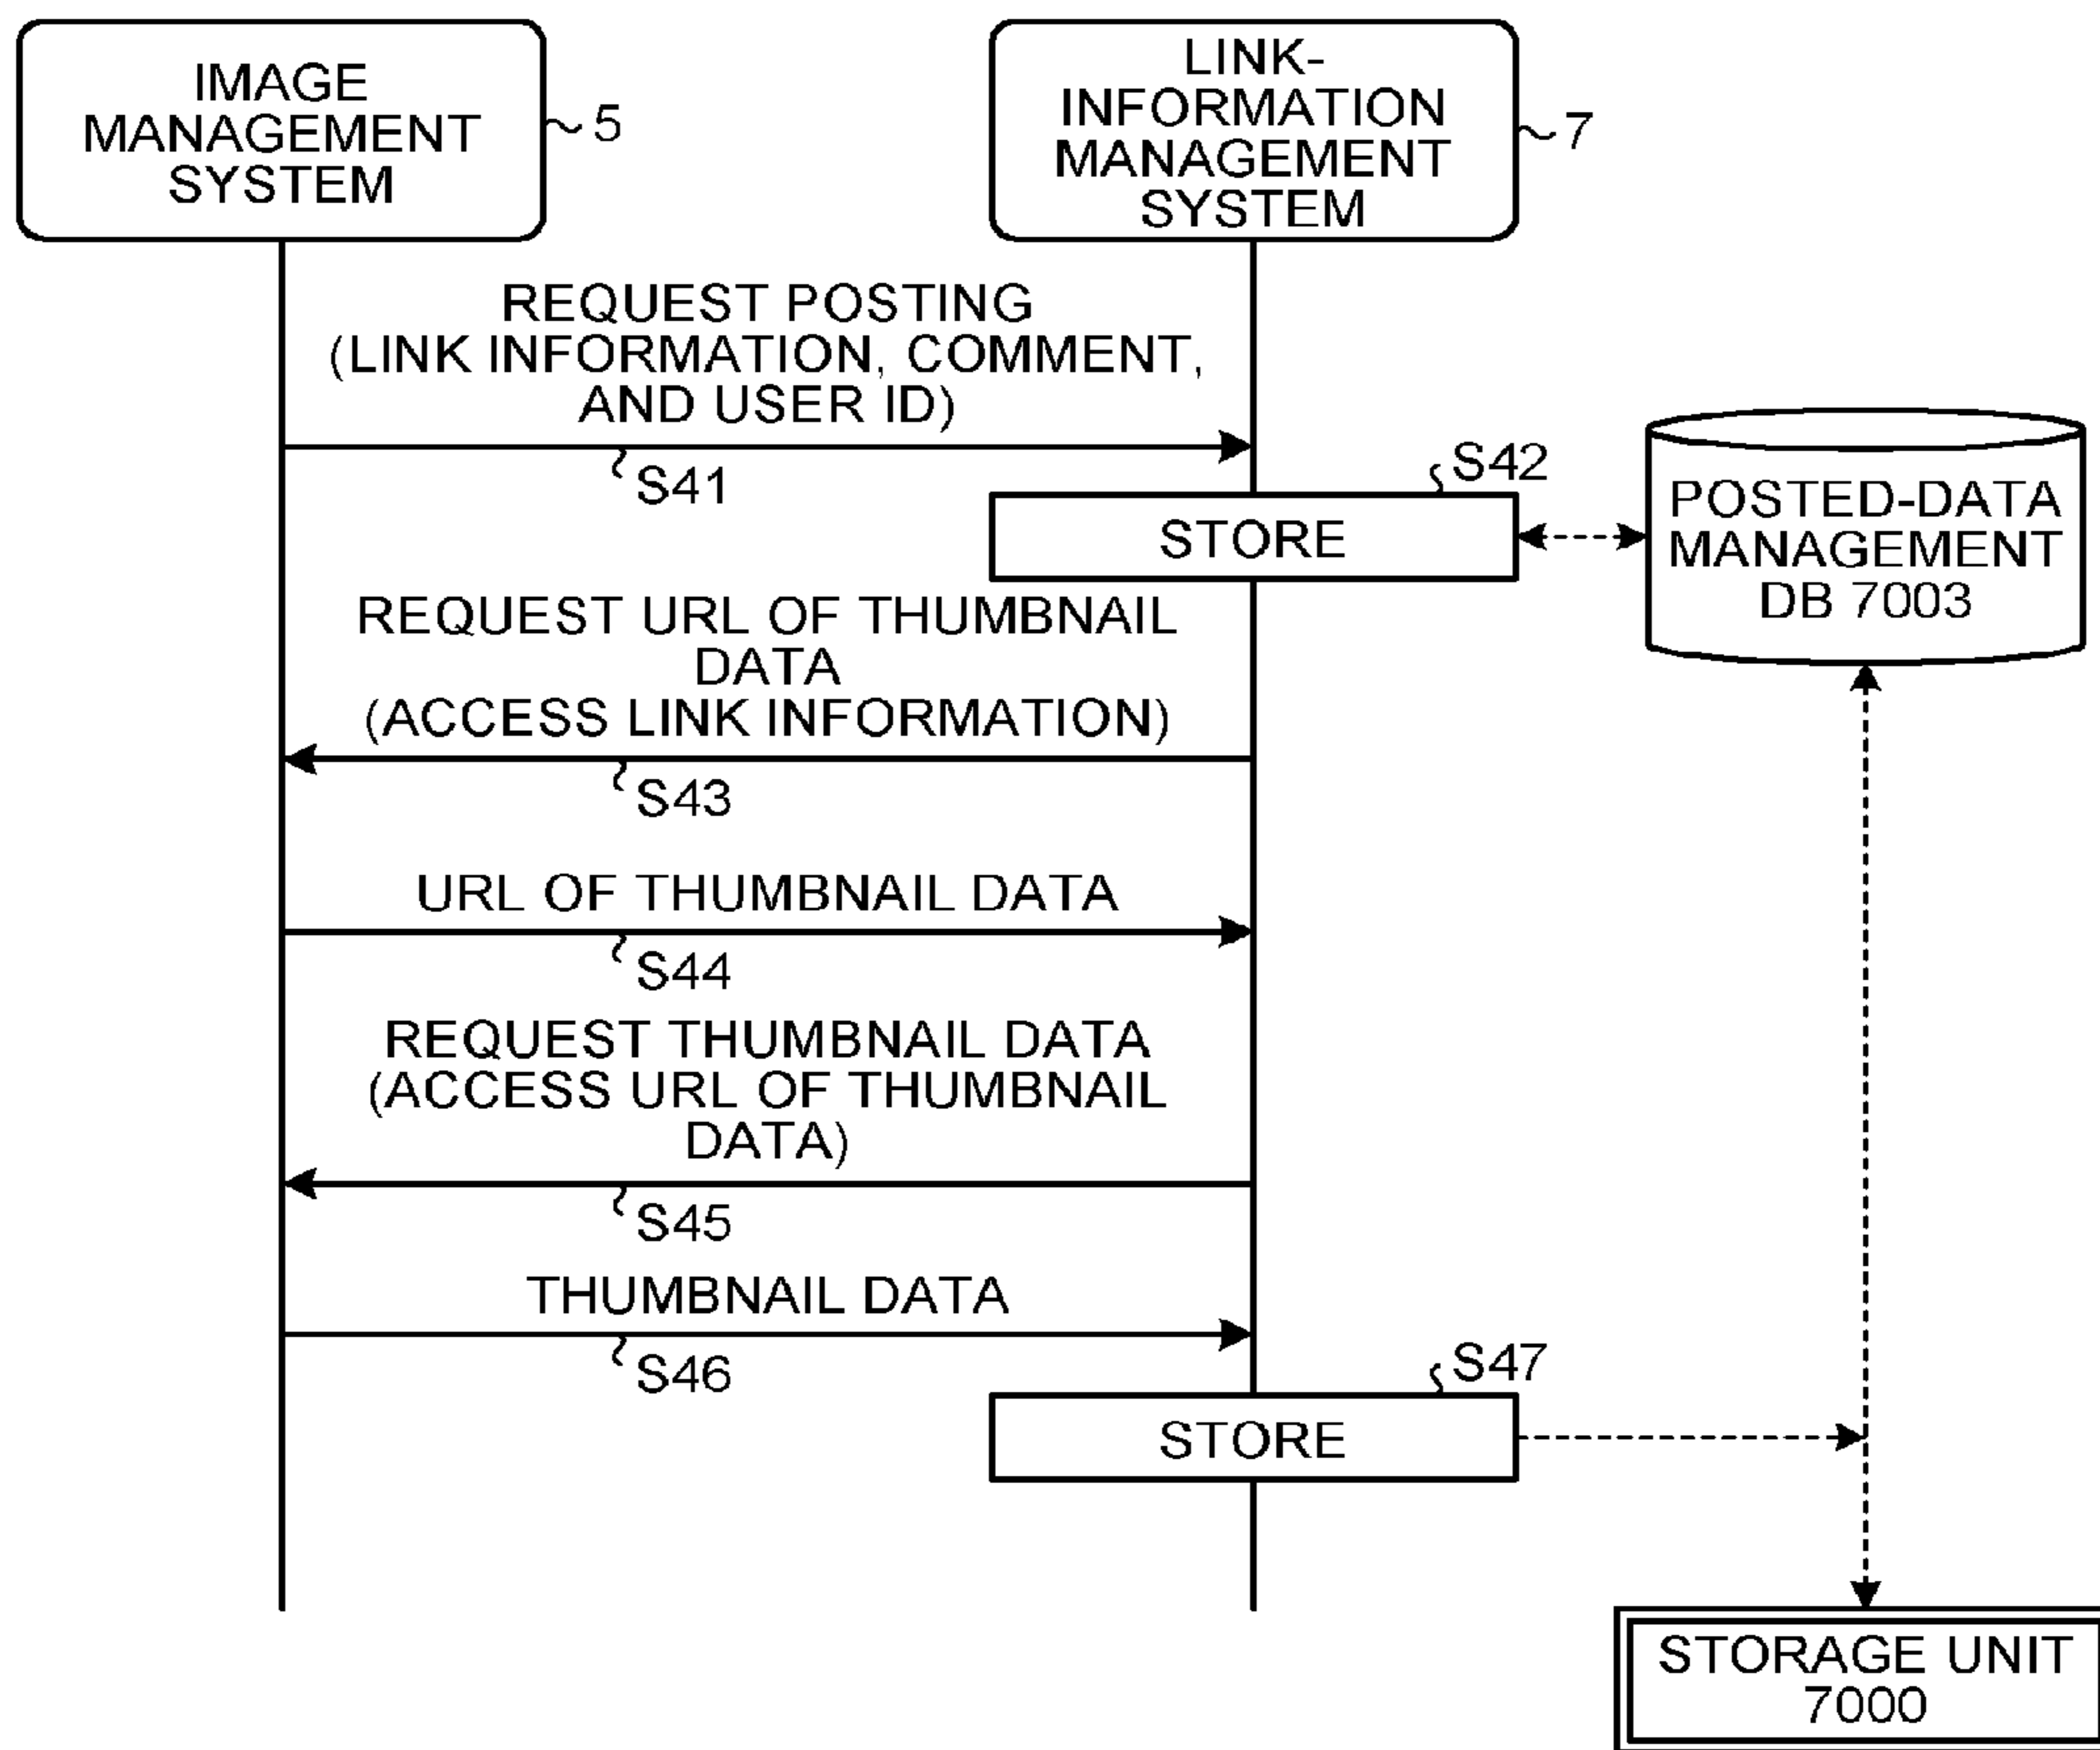 IMAGE
MANAGEMENT
SYSTEM
5
LINK-
INFORMATION
MANAGEMENT
SYSTEM
7
REQUEST POSTING
(LINK INFORMATION, COMMENT,
AND USER ID)
S41
S42
STORE
POSTED-DATA
MANAGEMENT
DB 7003
REQUEST URL OF THUMBNAIL
DATA
(ACCESS LINK INFORMATION)
S43
URL OF THUMBNAIL DATA
S44
REQUEST THUMBNAIL DATA
(ACCESS URL OF THUMBNAIL
DATA)
S45
THUMBNAIL DATA
S46
S47
STORE
STORAGE UNIT
7000